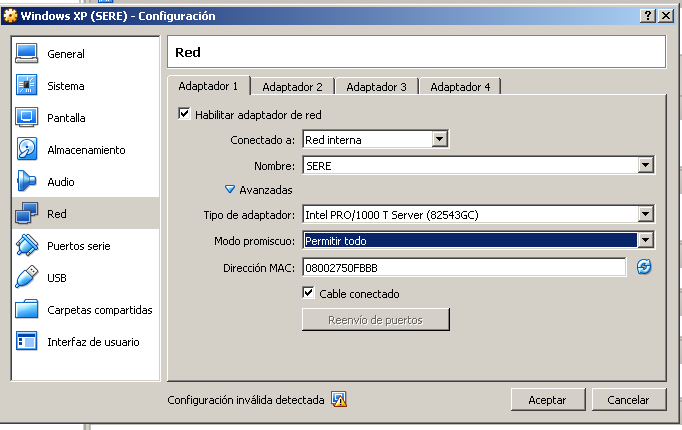 Windows XP (SERE) - Configuración
General
Sistema
Pantalla
Almacenamiento
Audio
Red
Puertos serie
USB
Carpetas compartidas
Interfaz de usuario
Red
Adaptador 1 Adaptador 2 Adaptador 3 Adaptador 4
Habilitar adaptador de red
Conectado a: Red interna
Nombre: SERE
Avanzadas
Tipo de adaptador: Intel PRO/1000 T Server (82543GC)
Modo promiscuo: Permitir todo
Dirección MAC: 08002750FBBB
Cable conectado
Reenvío de puertos
Configuración inválida detectada
Aceptar Cancelar